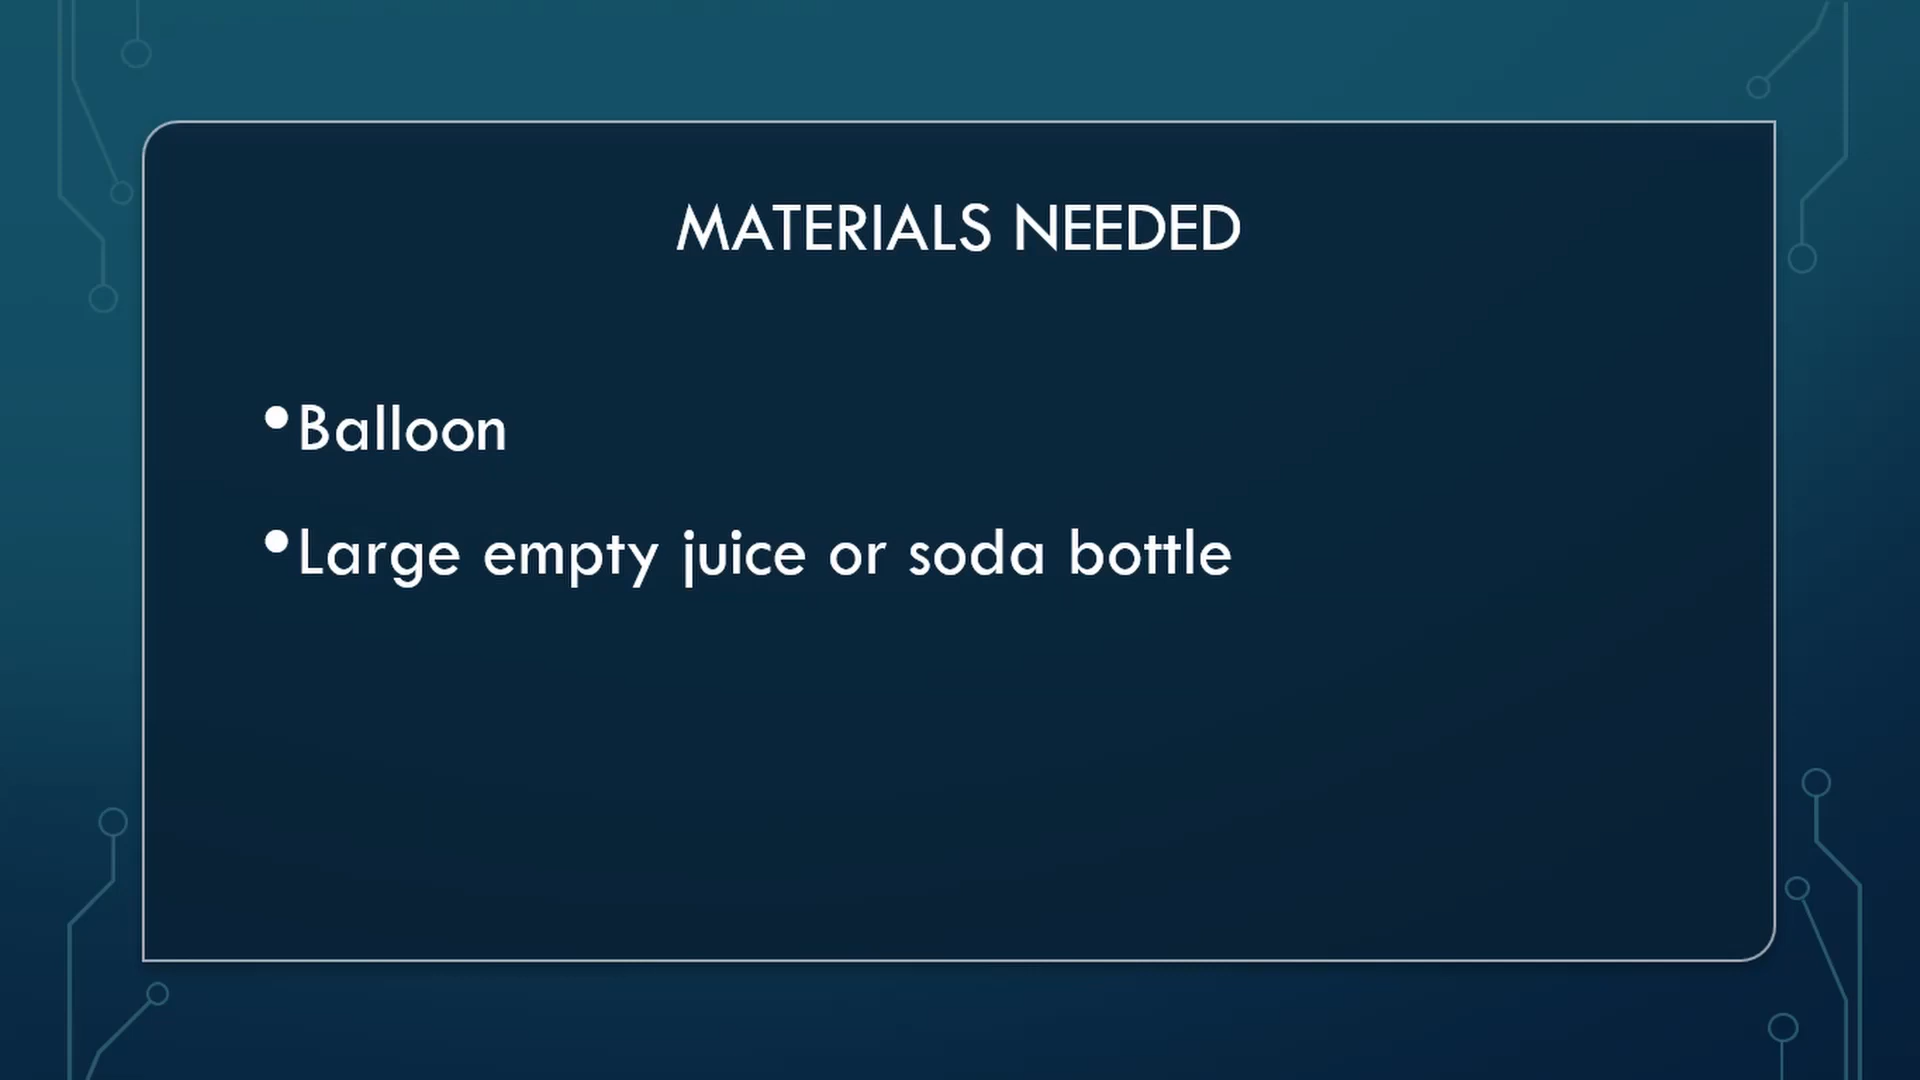 MATERIALS NEEDED
•Balloon
•Large empty juice or soda bottle